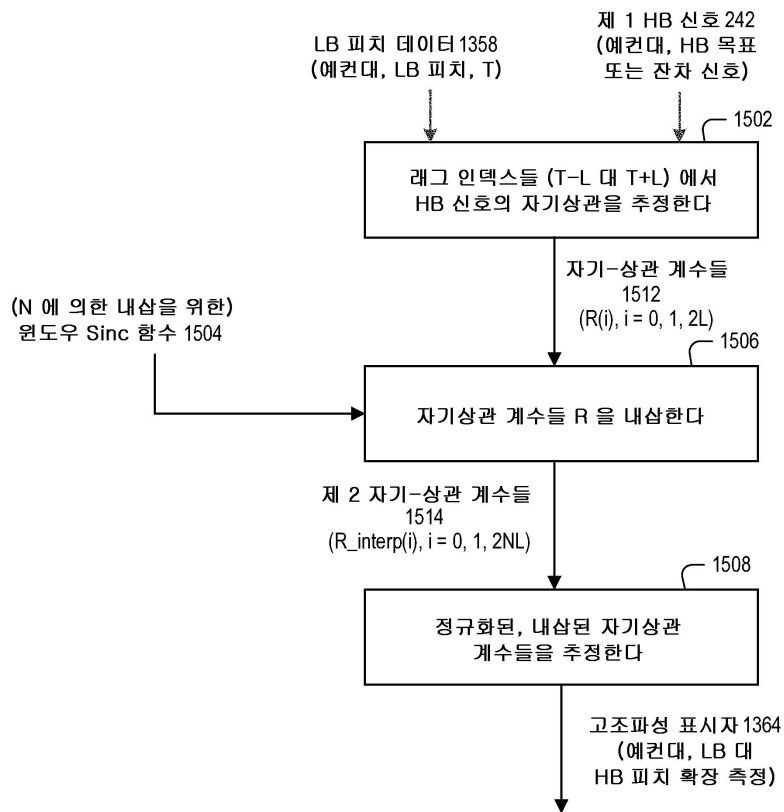 LB 피치 데이터 1358
(예컨대, LB 피치, T)
제 1 HB 신호 242
(예컨대, HB 목표
또는 잔차 신호)
1502
래그 인덱스들 (T-L 대 T+L) 에서
HB 신호의 자기상관을 추정한다
자기-상관 계수들
1512
(R(i), i = 0, 1, 2L)
(N 에 의한 내삽을 위한)
윈도우 Sinc 함수 1504
1506
자기상관 계수들 R 을 내삽한다
제 2 자기-상관 계수들
1514
(R_interp(i), i = 0, 1, 2NL)
1508
정규화된, 내삽된 자기상관
계수들을 추정한다
고조파성 표시자 1364
(예컨대, LB 대
HB 피치 확장 측정)